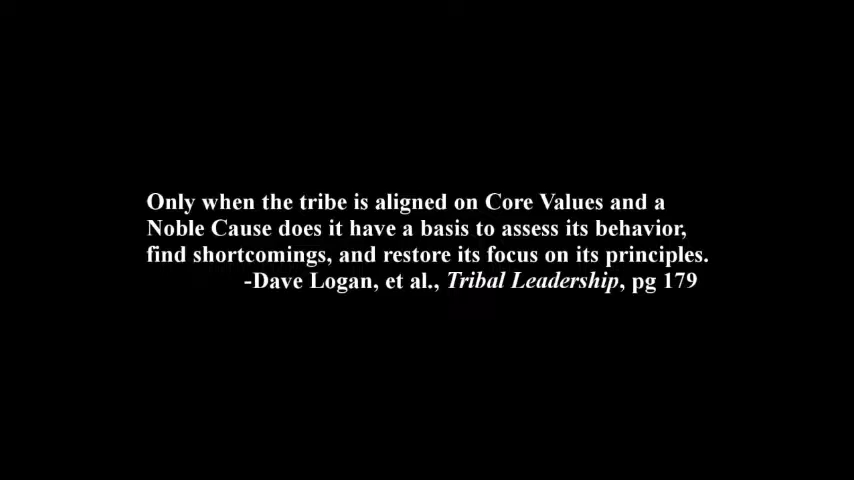 Only when the tribe is aligned on Core Values and a
Noble Cause does it have a basis to assess its behavior,
find shortcomings, and restore its focus on its principles.
-Dave Logan, et al., Tribal Leadership, pg 179